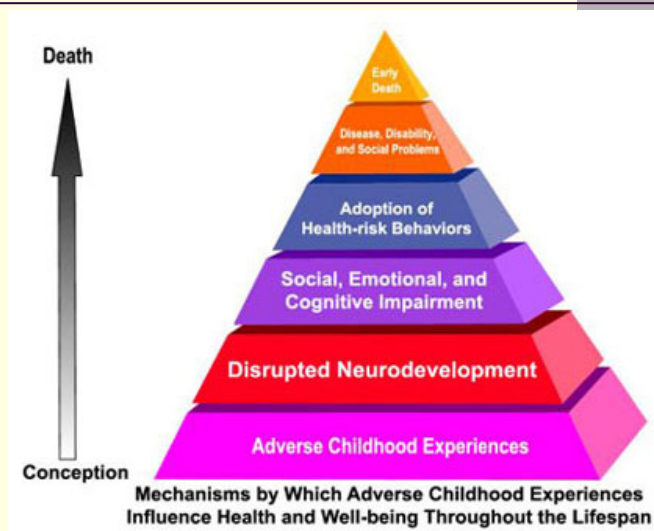 Death
Early
Death
Disease, Disability,
and Social Problems
Adoption of
Health-risk Behaviors
Social, Emotional, and
Cognitive Impairment
Disrupted Neurodevelopment
Adverse Childhood Experiences
Conception
Mechanisms by Which Adverse Childhood Experiences
Influence Health and Well-being Throughout the Lifespan